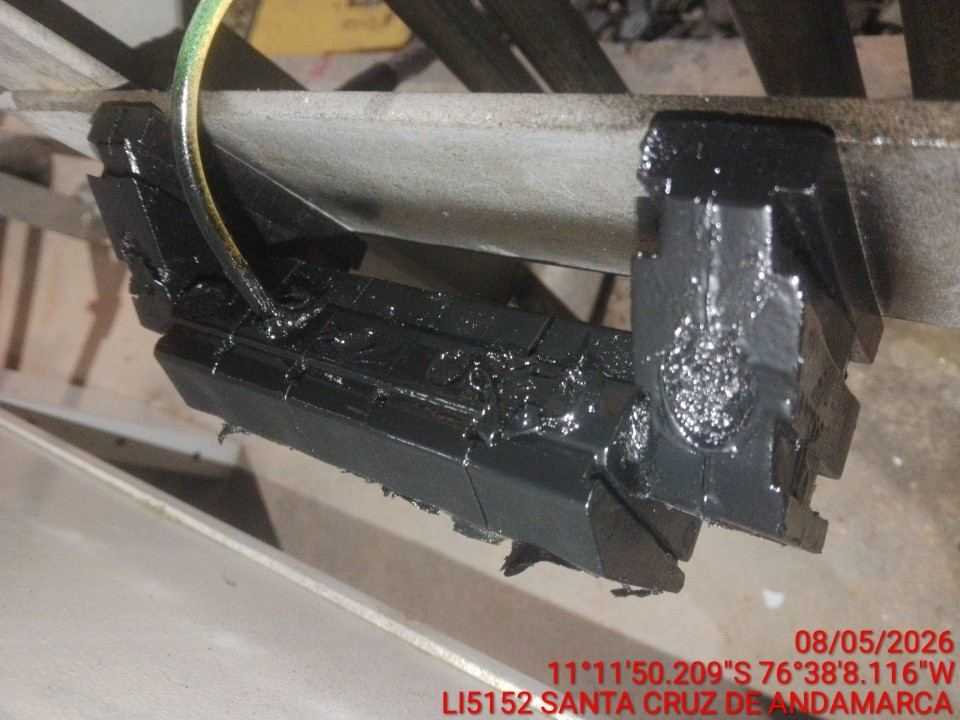 08/05/2026
11°11'50.209"S 76°38'8.116"W
LI5152 SANTA CRUZ DE ANDAMARCA